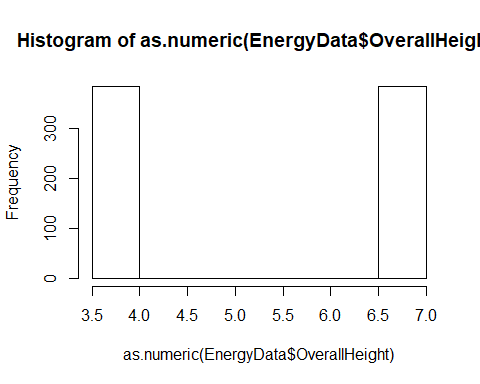 Histogram of as.numeric(EnergyData$OverallHeigh
Frequency
300
200
100
0
3.5 4.0 4.5 5.0 5.5 6.0 6.5 7.0
as.numeric(EnergyData$OverallHeight)